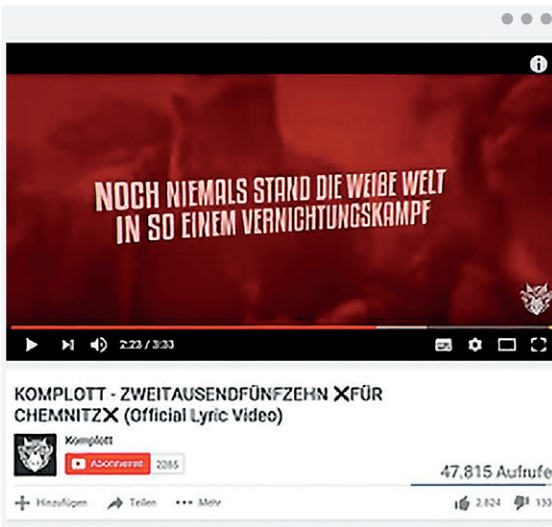 NOCH NIEMALS STAND DIE WEIßE WELT
IN SO EINEM VERNICHTUNGSKAMPF
2:23 / 3:33
KOMPLOTT - ZWEITAUSENDFÜNFZEHN ❌FÜR
CHEMNITZ❌ (Official Lyric Video)
Komplott
Abonnieren 2285
47.815 Aufrufe
Hinzufügen Teilen Mehr
2.824 133